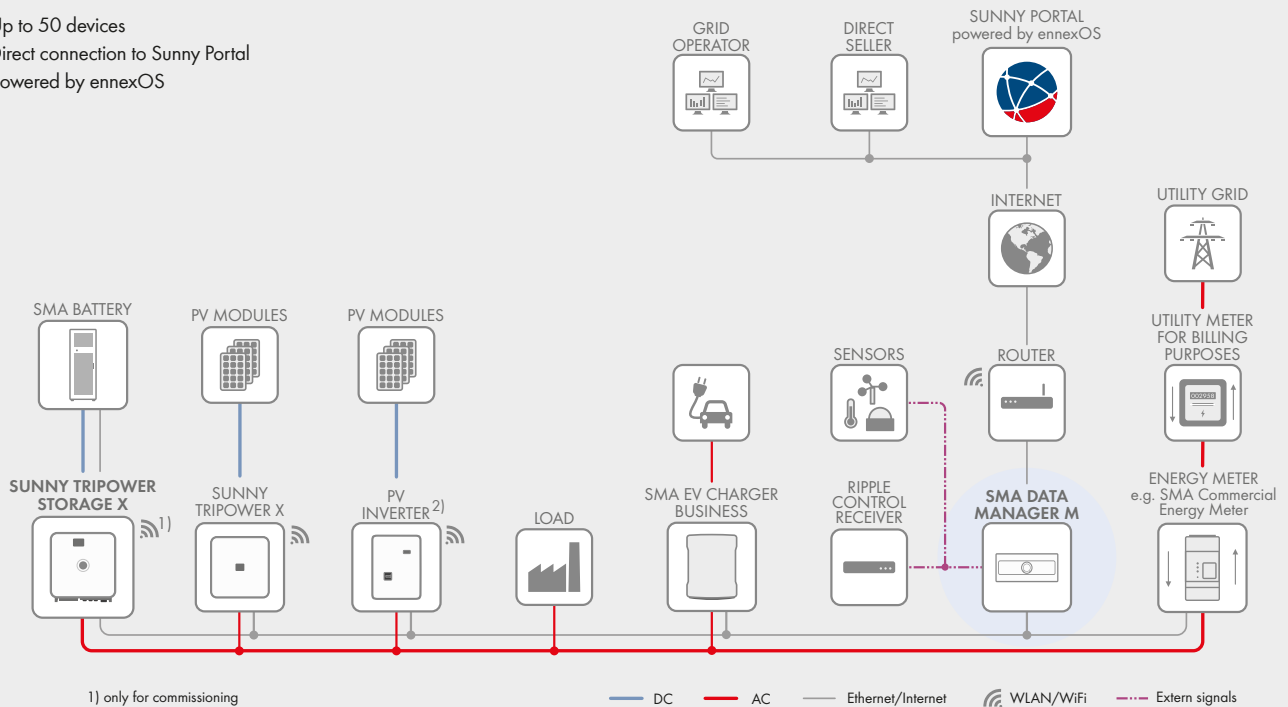 Up to 50 devices
Direct connection to Sunny Portal
powered by ennexOS
GRID
OPERATOR
DIRECT
SELLER
SUNNY PORTAL
powered by ennexOS
INTERNET
UTILITY GRID
SMA BATTERY
PV MODULES
PV MODULES
SENSORS
ROUTER
UTILITY METER
FOR BILLING
PURPOSES
002938
SUNNY TRIPOWER
STORAGE X
1)
SUNNY
TRIPOWER X
PV
INVERTER2)
LOAD
SMA EV CHARGER
BUSINESS
RIPPLE
CONTROL
RECEIVER
SMA DATA
MANAGER M
ENERGY METER
e.g. SMA Commercial
Energy Meter
1) only for commissioning
DC
AC
Ethernet/Internet
WLAN/WiFi
Extern signals